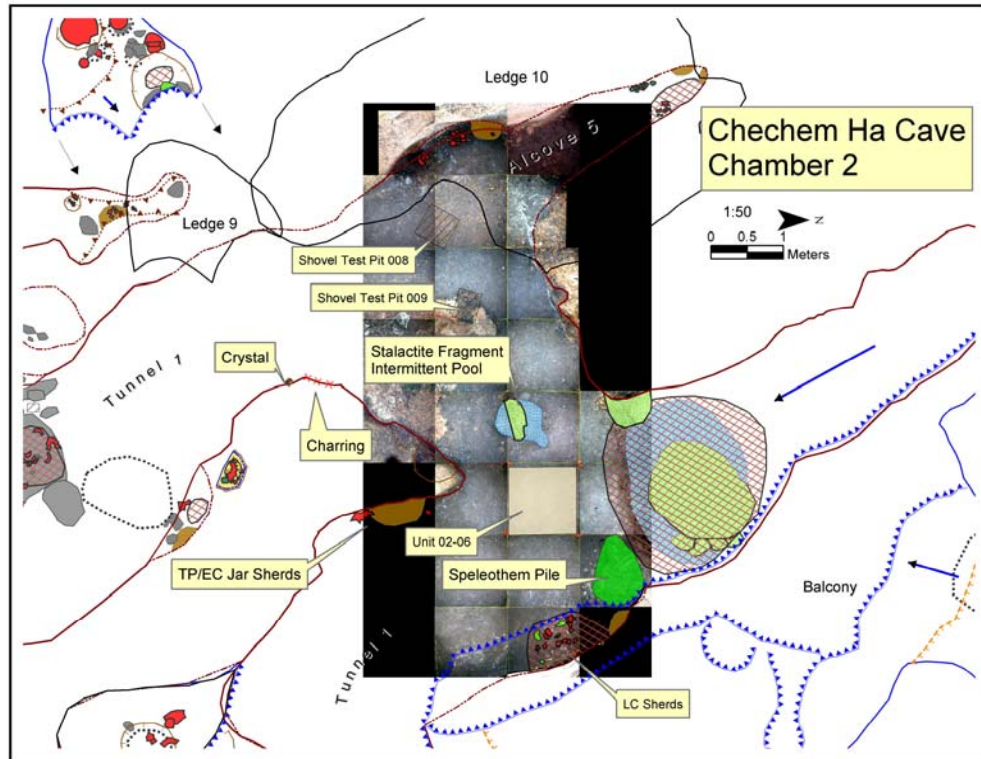 Ledge 10
Chechem Ha Cave
Chamber 2
Alcove 5
1:50
N
0 0.5 1
Meters
Ledge 9
Shovel Test Pit 008
Shovel Test Pit 009
Stalactite Fragment
Intermittent Pool
Crystal
Tunnel 1
Charring
Unit 02-06
TP/EC Jar Sherds
Speleothem Pile
Balcony
Tunnel 1
LC Sherds